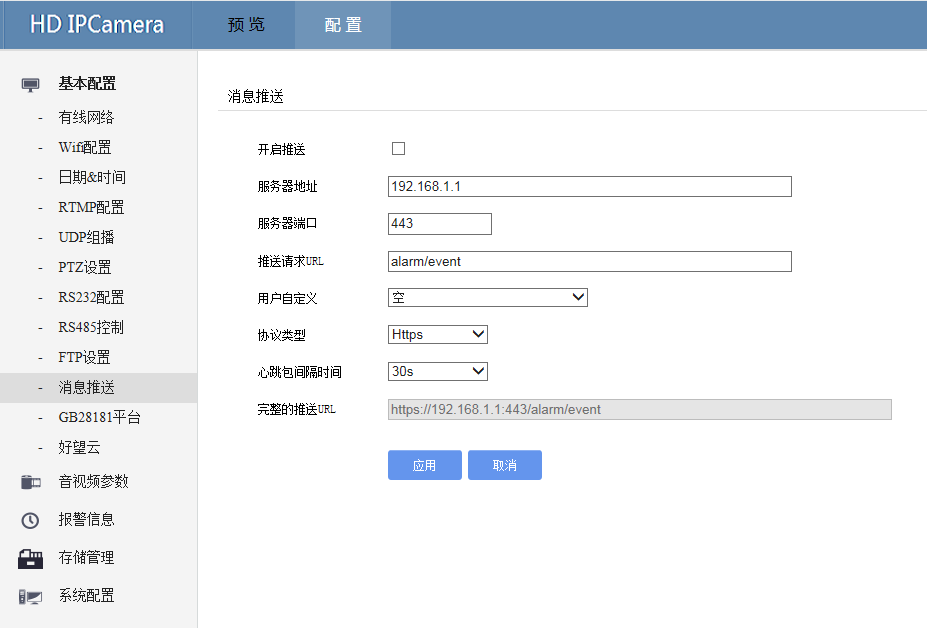 HD IPCamera 预 览 配 置
基本配置
- 有线网络
- Wifi配置
- 日期&时间
- RTMP配置
- UDP组播
- PTZ设置
- RS232配置
- RS485控制
- FTP设置
- 消息推送
- GB28181平台
- 好望云
音视频参数
报警信息
存储管理
系统配置
消息推送
开启推送
服务器地址 192.168.1.1
服务器端口 443
推送请求URL alarm/event
用户自定义 空
协议类型 Https
心跳包间隔时间 30s
完整的推送URL https://192.168.1.1:443/alarm/event
应用 取消